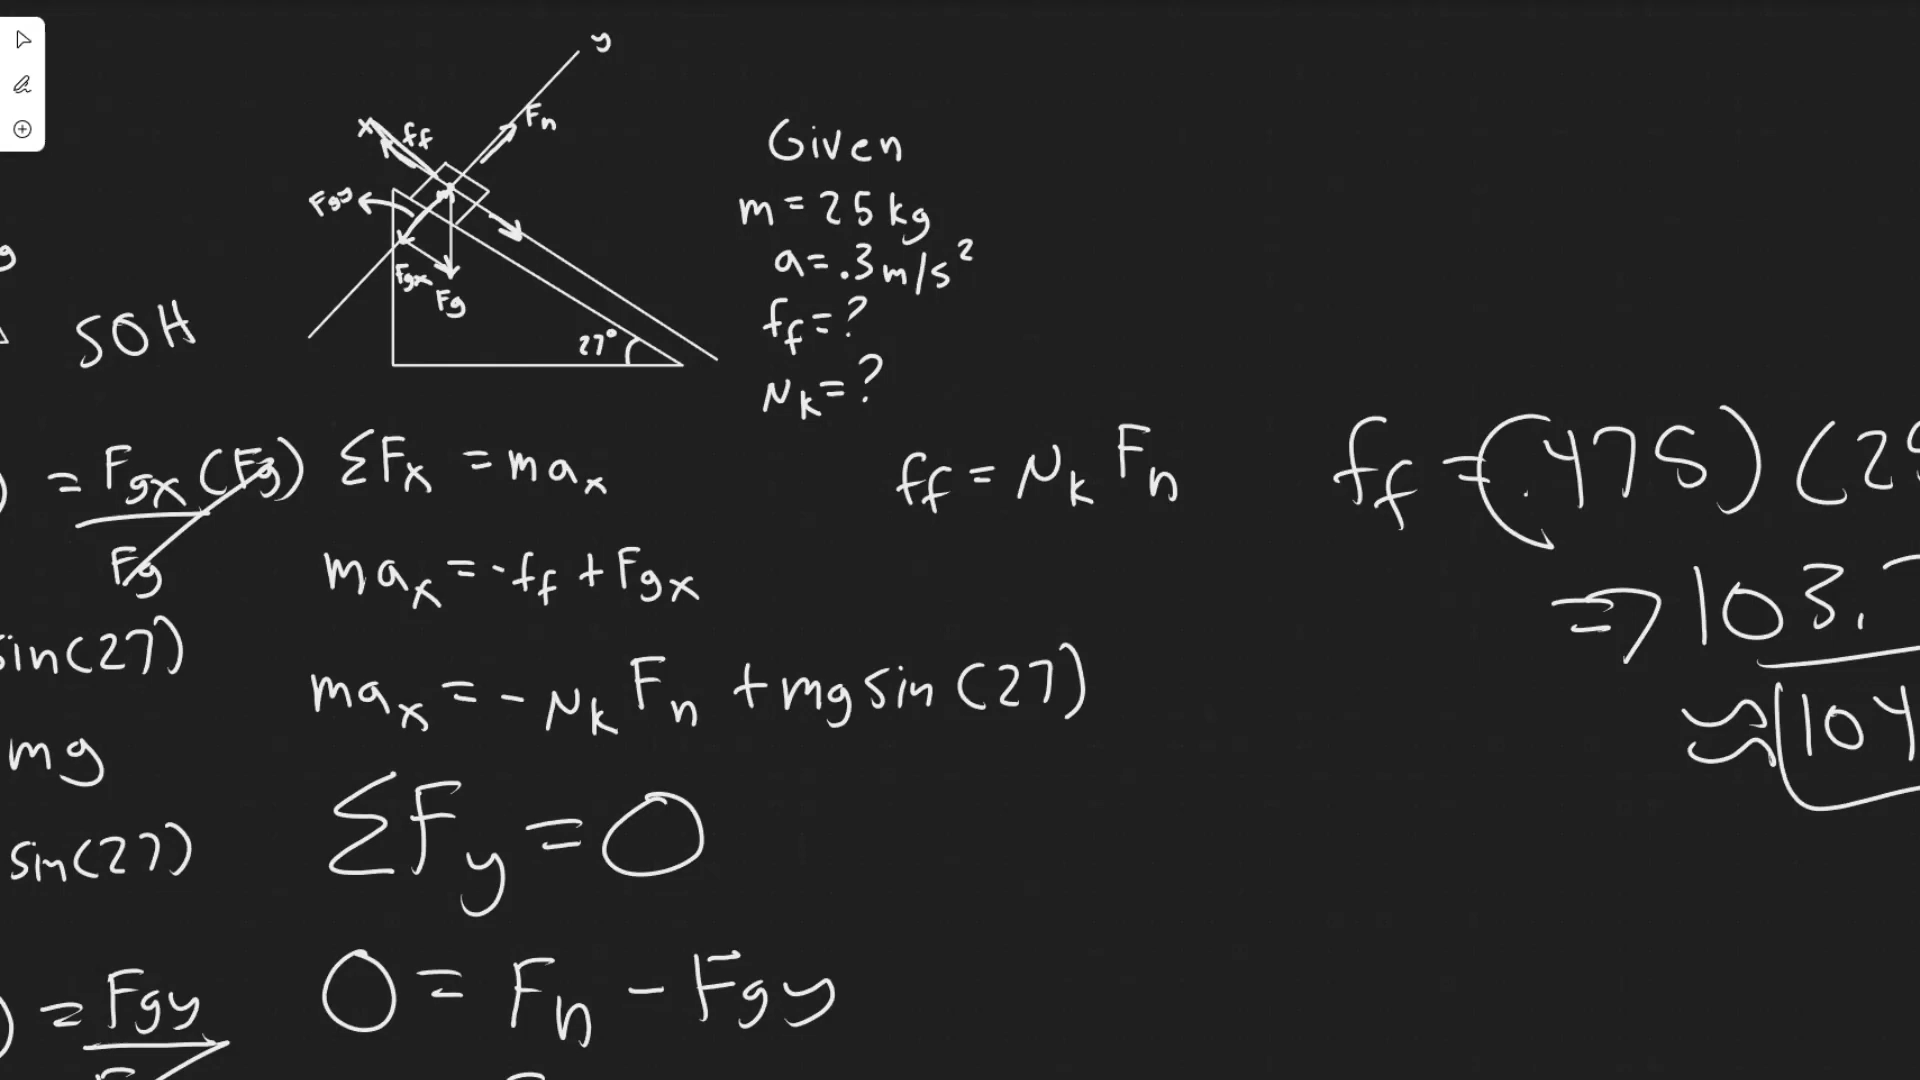 y
Fn
x
ff
Fgy
Fgx
Fg
27°
Given
m = 25 kg
a = .3 m/s²
ff = ?
Nk = ?
g
SOH
) = Fgx (Fg)
Fg
ΣFx = max
ff = Nk Fn
ff = (.475) (2
max = -ff + Fgx
=> 103.
sin(27)
max = - Nk Fn + mg sin (27)
≈ 104
mg
ΣFy = 0
sin(27)
) = Fgy
0 = Fn - Fgy